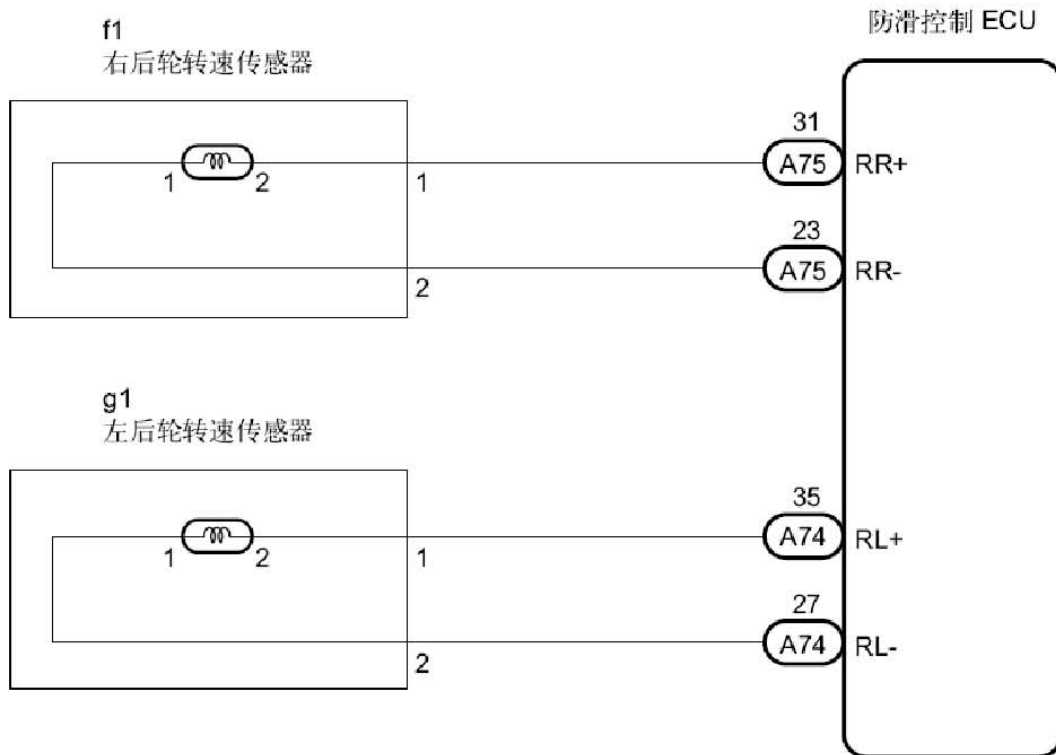 防滑控制 ECU
f1
右后轮转速传感器
31
A75 RR+
1 2 1
23
A75 RR-
2
g1
左后轮转速传感器
35
A74 RL+
1 2 1
27
A74 RL-
2